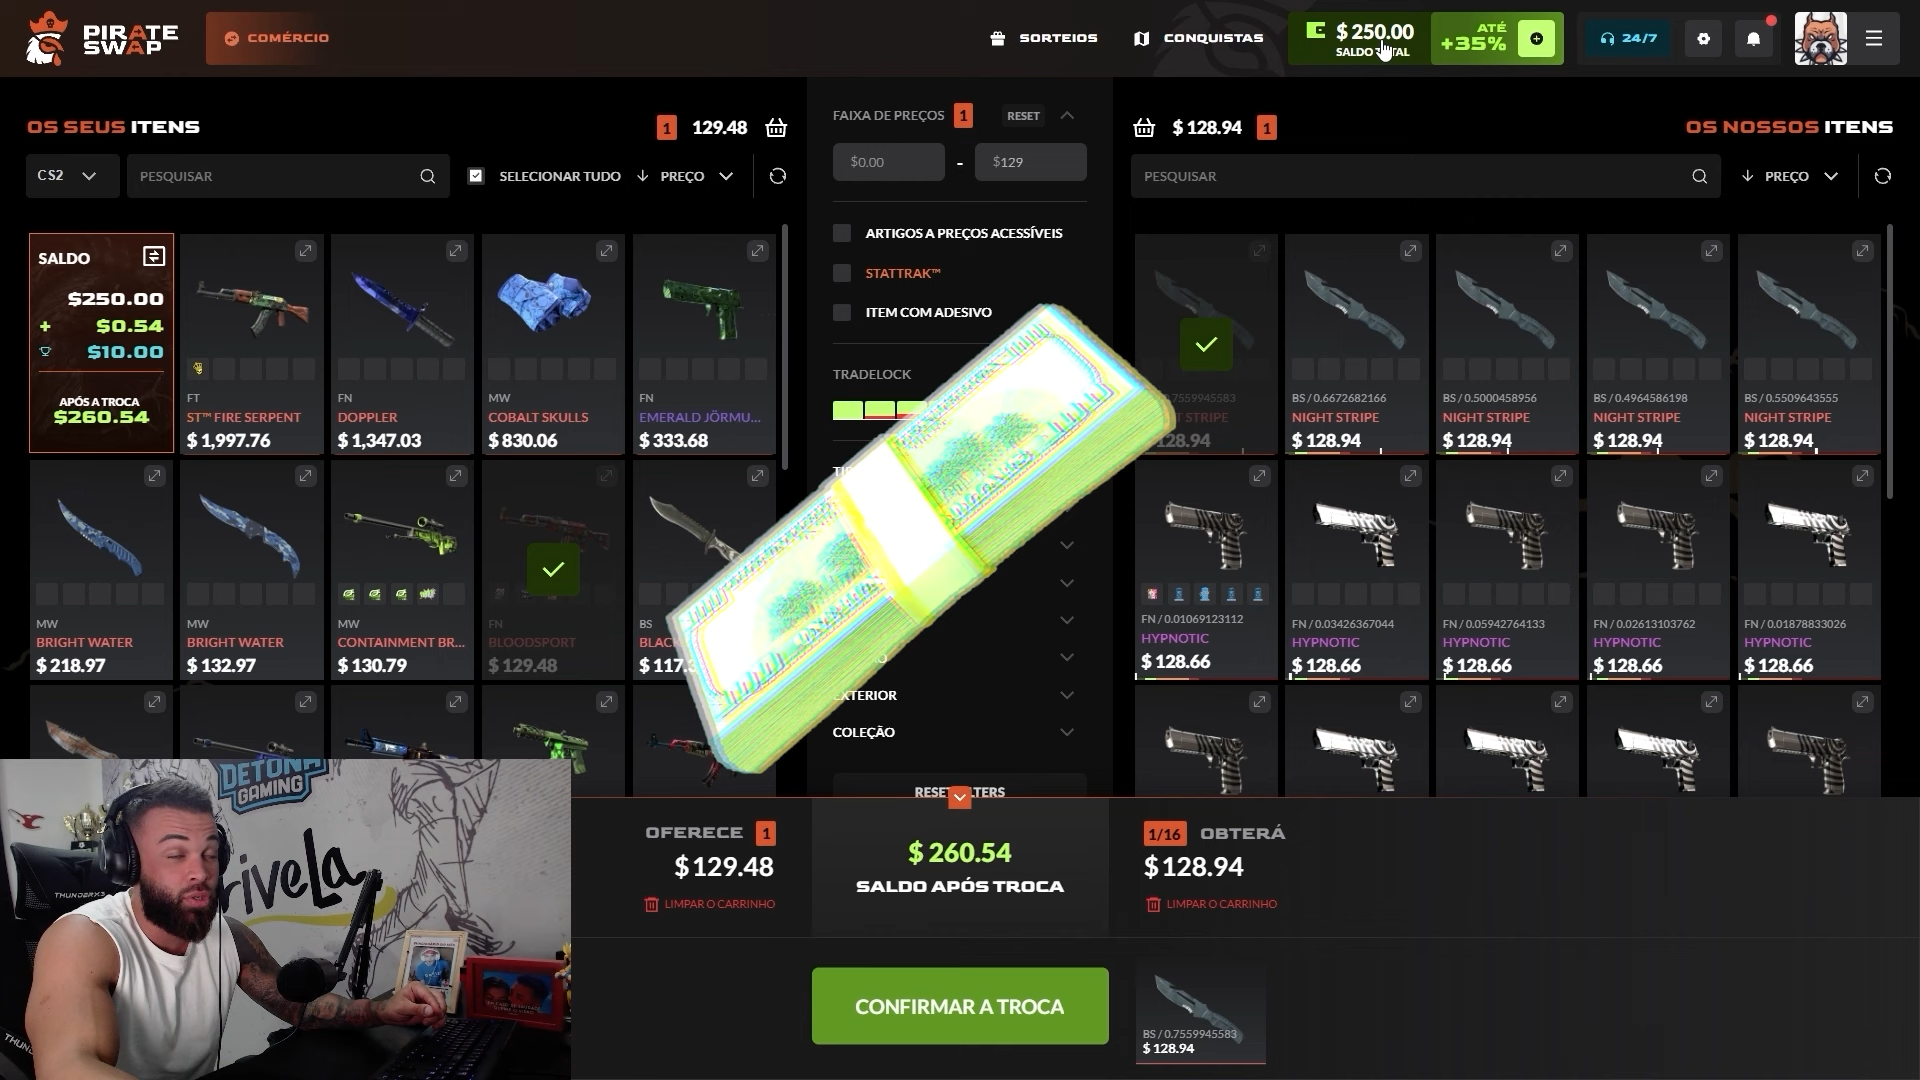 PIRATE
SWAP
COMÉRCIO
SORTEIOS
CONQUISTAS
$ 250.00
SALDO TOTAL
ATÉ
+35%
24/7
OS SEUS ITENS
1
129.48
CS2
PESQUISAR
SELECIONAR TUDO
PREÇO
FAIXA DE PREÇOS 1
RESET
$0.00 - $129
ARTIGOS A PREÇOS ACESSÍVEIS
STATTRAK™
ITEM COM ADESIVO
TRADELOCK
EXTERIOR
COLEÇÃO
$ 128.94 1
OS NOSSOS ITENS
PESQUISAR
PREÇO
SALDO
$250.00
+ $0.54
$10.00
APÓS A TROCA
$260.54
FT
ST™ FIRE SERPENT
$ 1,997.76
FN
DOPPLER
$ 1,347.03
MW
COBALT SKULLS
$ 830.06
FN
EMERALD JÖRMU...
$ 333.68
MW
BRIGHT WATER
$ 218.97
MW
BRIGHT WATER
$ 132.97
MW
CONTAINMENT BR...
$ 130.79
FN
BLOODSPORT
$ 129.48
BS
BS / 0.6672682166
NIGHT STRIPE
$ 128.94
BS / 0.5000458956
NIGHT STRIPE
$ 128.94
BS / 0.4964586198
NIGHT STRIPE
$ 128.94
BS / 0.5509643555
NIGHT STRIPE
$ 128.94
FN / 0.01069123112
HYPNOTIC
$ 128.66
FN / 0.03426367044
HYPNOTIC
$ 128.66
FN / 0.05942764133
HYPNOTIC
$ 128.66
FN / 0.02613103762
HYPNOTIC
$ 128.66
FN / 0.01878833026
HYPNOTIC
$ 128.66
OFERECE 1
$129.48
LIMPAR O CARRINHO
$ 260.54
SALDO APÓS TROCA
1/16 OBTERÁ
$128.94
LIMPAR O CARRINHO
CONFIRMAR A TROCA
BS / 0.7559945583
$ 128.94
DETONA
GAMING
THUNDERX3